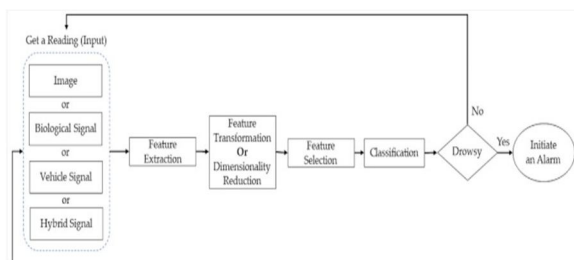 Get a Reading (Input)
Image
or
Biological Signal
or
Vehicle Signal
or
Hybrid Signal
Feature
Extraction
Feature
Transformation
Or
Dimensionality
Reduction
Feature
Selection
Classification
Drowsy
No
Yes
Initiate
an Alarm